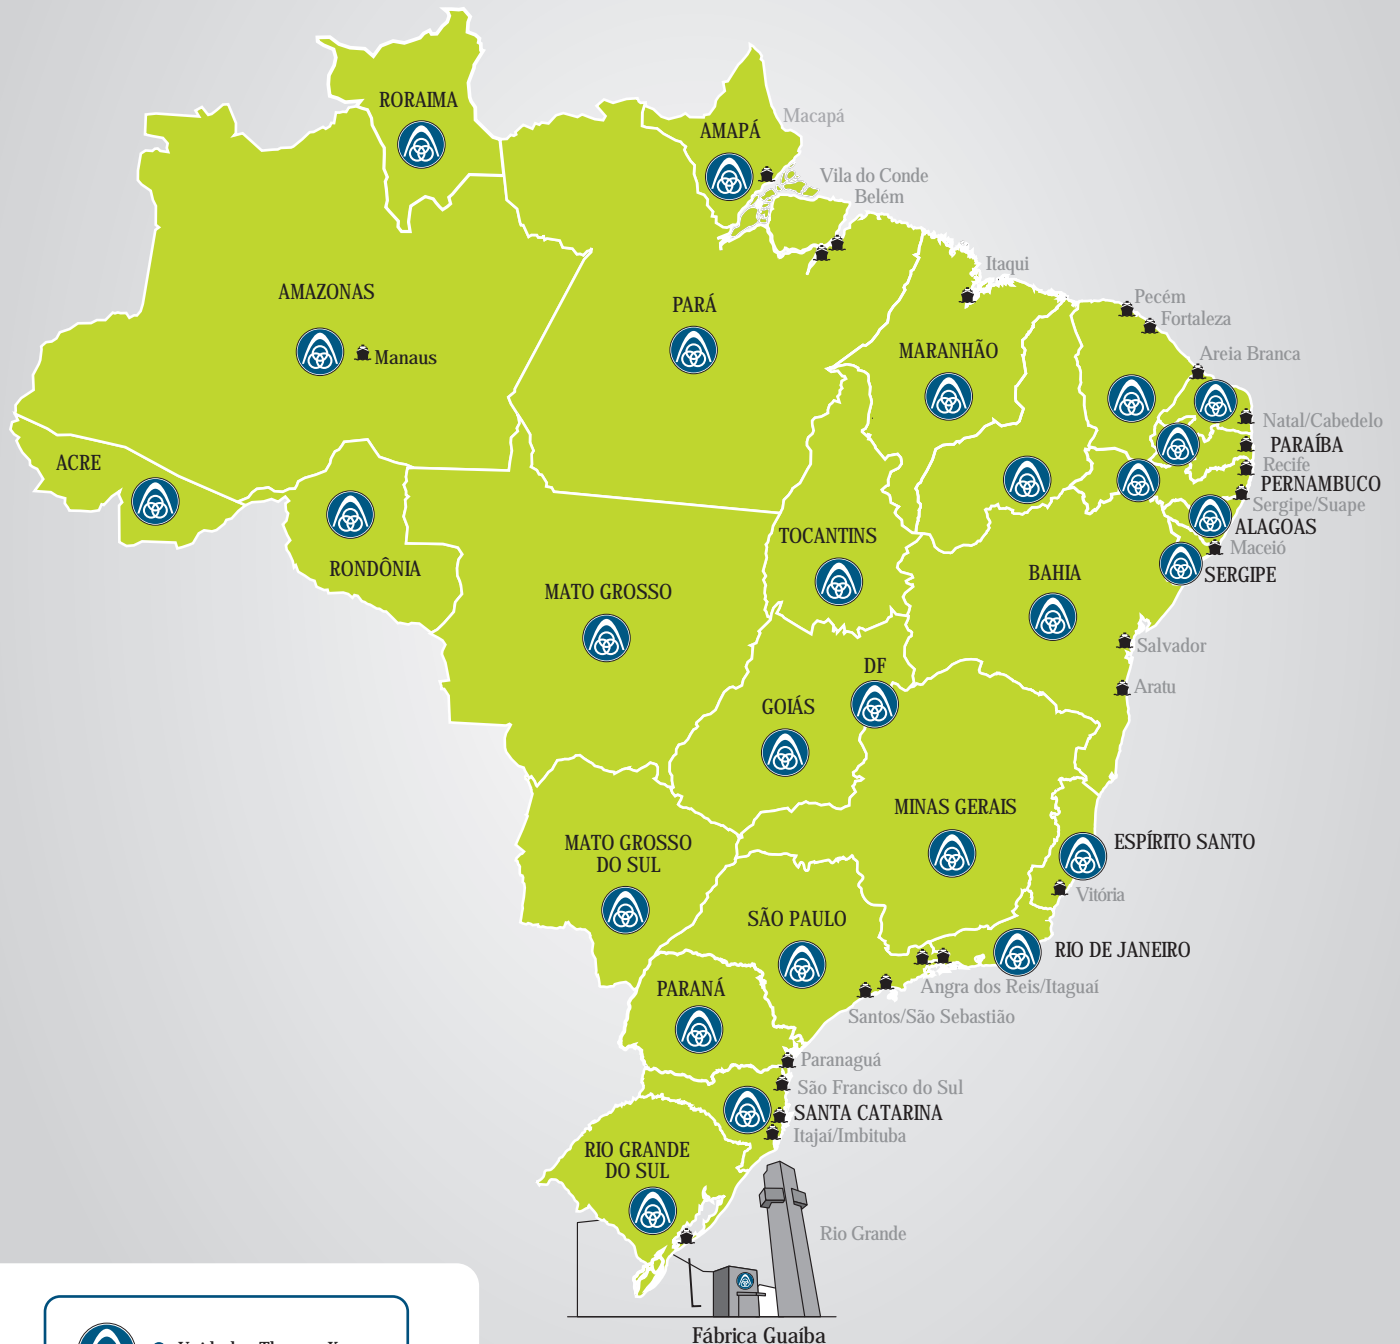 RORAIMA
AMAPÁ
Macapá
Vila do Conde
Belém
AMAZONAS
Manaus
PARÁ
Itaqui
Pecém
Fortaleza
MARANHÃO
Areia Branca
Natal/Cabedelo
PARAÍBA
Recife
PERNAMBUCO
Sergipe/Suape
ALAGOAS
Maceió
SERGIPE
ACRE
RONDÔNIA
TOCANTINS
MATO GROSSO
BAHIA
Salvador
Aratu
DF
GOIÁS
MINAS GERAIS
ESPÍRITO SANTO
Vitória
MATO GROSSO
DO SUL
SÃO PAULO
RIO DE JANEIRO
Angra dos Reis/Itaguaí
Santos/São Sebastião
PARANÁ
Paranaguá
São Francisco do Sul
SANTA CATARINA
Itajaí/Imbituba
RIO GRANDE
DO SUL
Rio Grande
Fábrica Guaíba